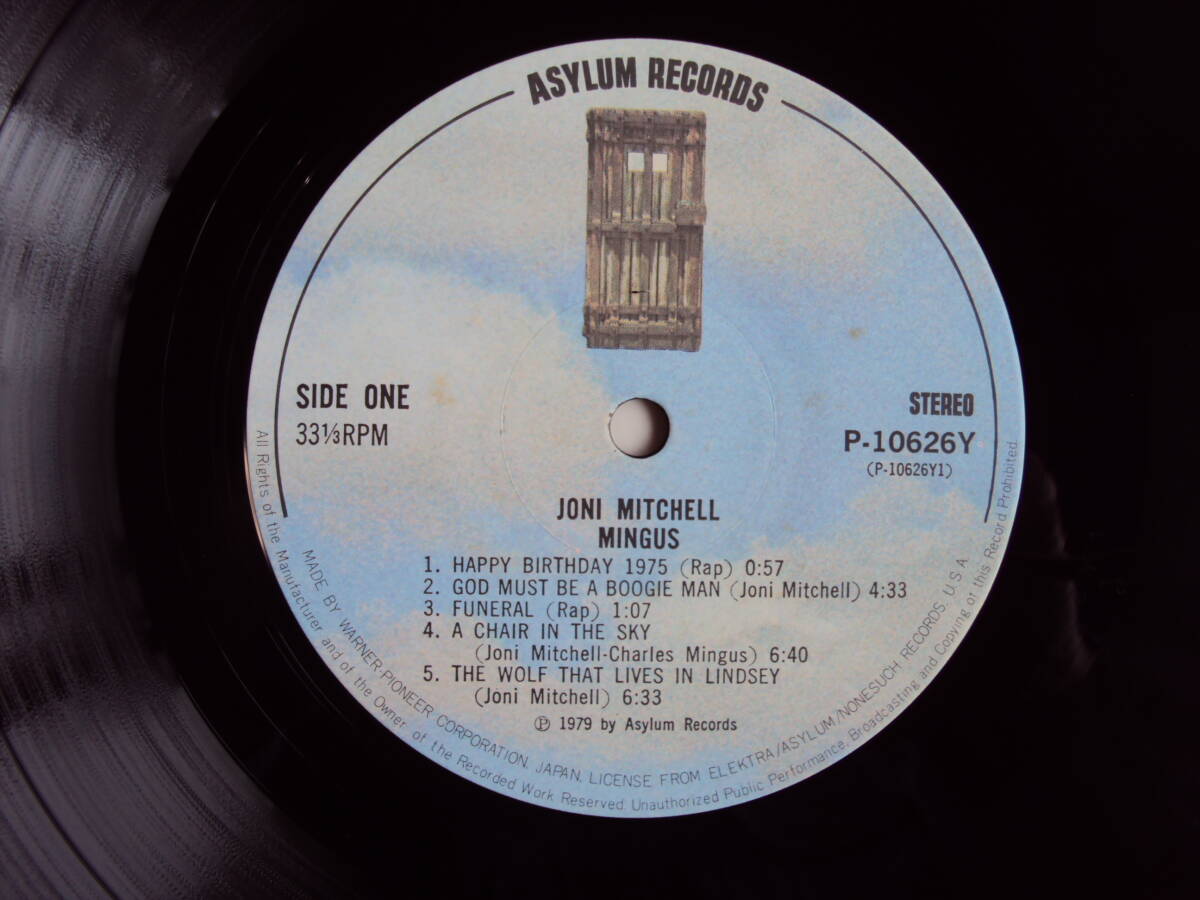 ASYLUM RECORDS
SIDE ONE
33⅓RPM
STEREO
P-10626Y
(P-10626Y1)
JONI MITCHELL
MINGUS
1. HAPPY BIRTHDAY 1975 (Rap) 0:57
2. GOD MUST BE A BOOGIE MAN (Joni Mitchell) 4:33
3. FUNERAL (Rap) 1:07
4. A CHAIR IN THE SKY
(Joni Mitchell-Charles Mingus) 6:40
5. THE WOLF THAT LIVES IN LINDSEY
(Joni Mitchell) 6:33
Ⓟ 1979 by Asylum Records
MADE BY WARNER-PIONEER CORPORATION, JAPAN. LICENSE FROM ELEKTRA/ASYLUM/NONESUCH RECORDS, U.S.A.
All Rights of the Manufacturer and of the Owner of the Recorded Work Reserved. Unauthorized Public Performance, Broadcasting and Copying of this Record Prohibited.